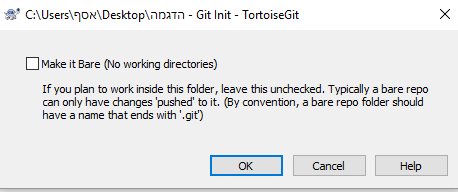 C:\Users\אסף\Desktop\הדגמה - Git Init - TortoiseGit
Make it Bare (No working directories)
If you plan to work inside this folder, leave this unchecked. Typically a bare repo
can only have changes 'pushed' to it. (By convention, a bare repo folder should
have a name that ends with '.git')
OK Cancel Help